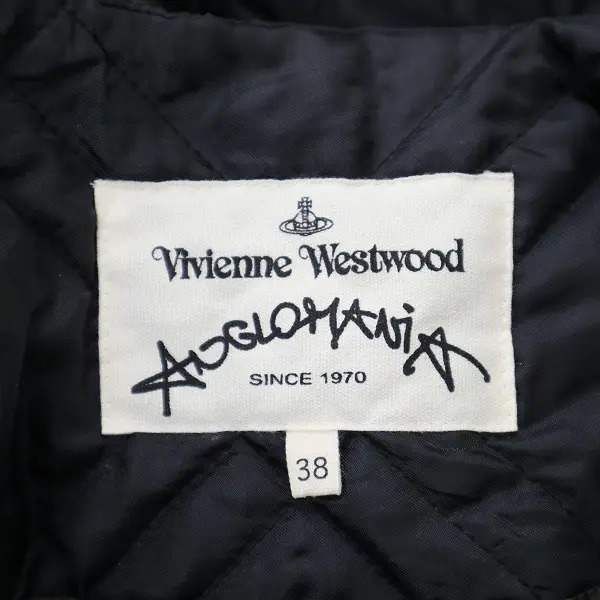 Vivienne Westwood
ANGLOMANiA
SINCE 1970
38